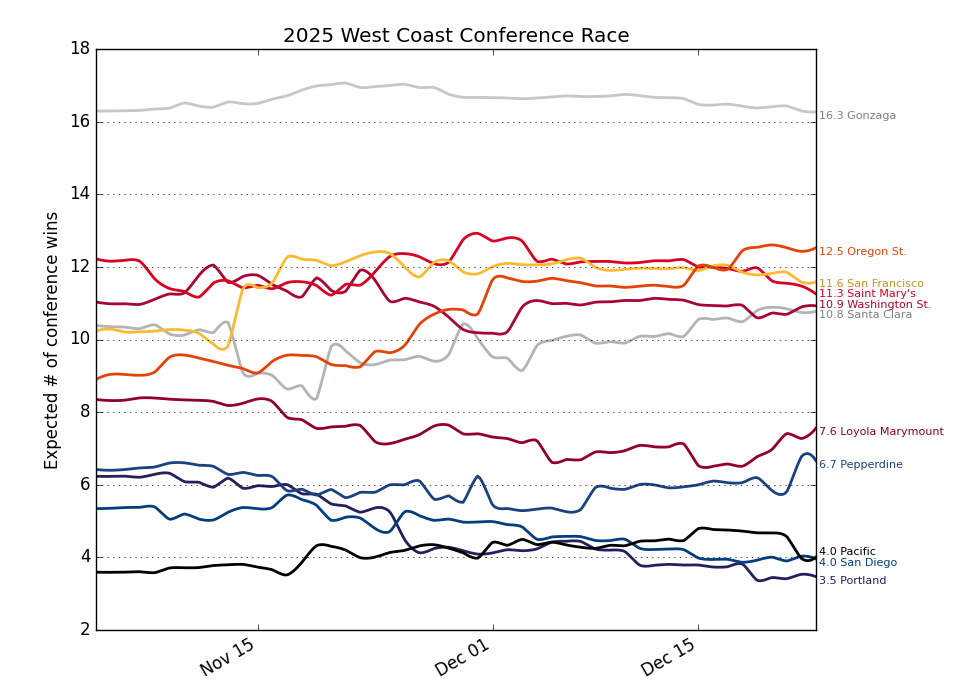 2025 West Coast Conference Race
Expected # of conference wins
18
16
14
12
10
8
6
4
2
Nov 15
Dec 01
Dec 15
16.3 Gonzaga
12.5 Oregon St.
11.6 San Francisco
11.3 Saint Mary's
10.9 Washington St.
10.8 Santa Clara
7.6 Loyola Marymount
6.7 Pepperdine
4.0 Pacific
4.0 San Diego
3.5 Portland